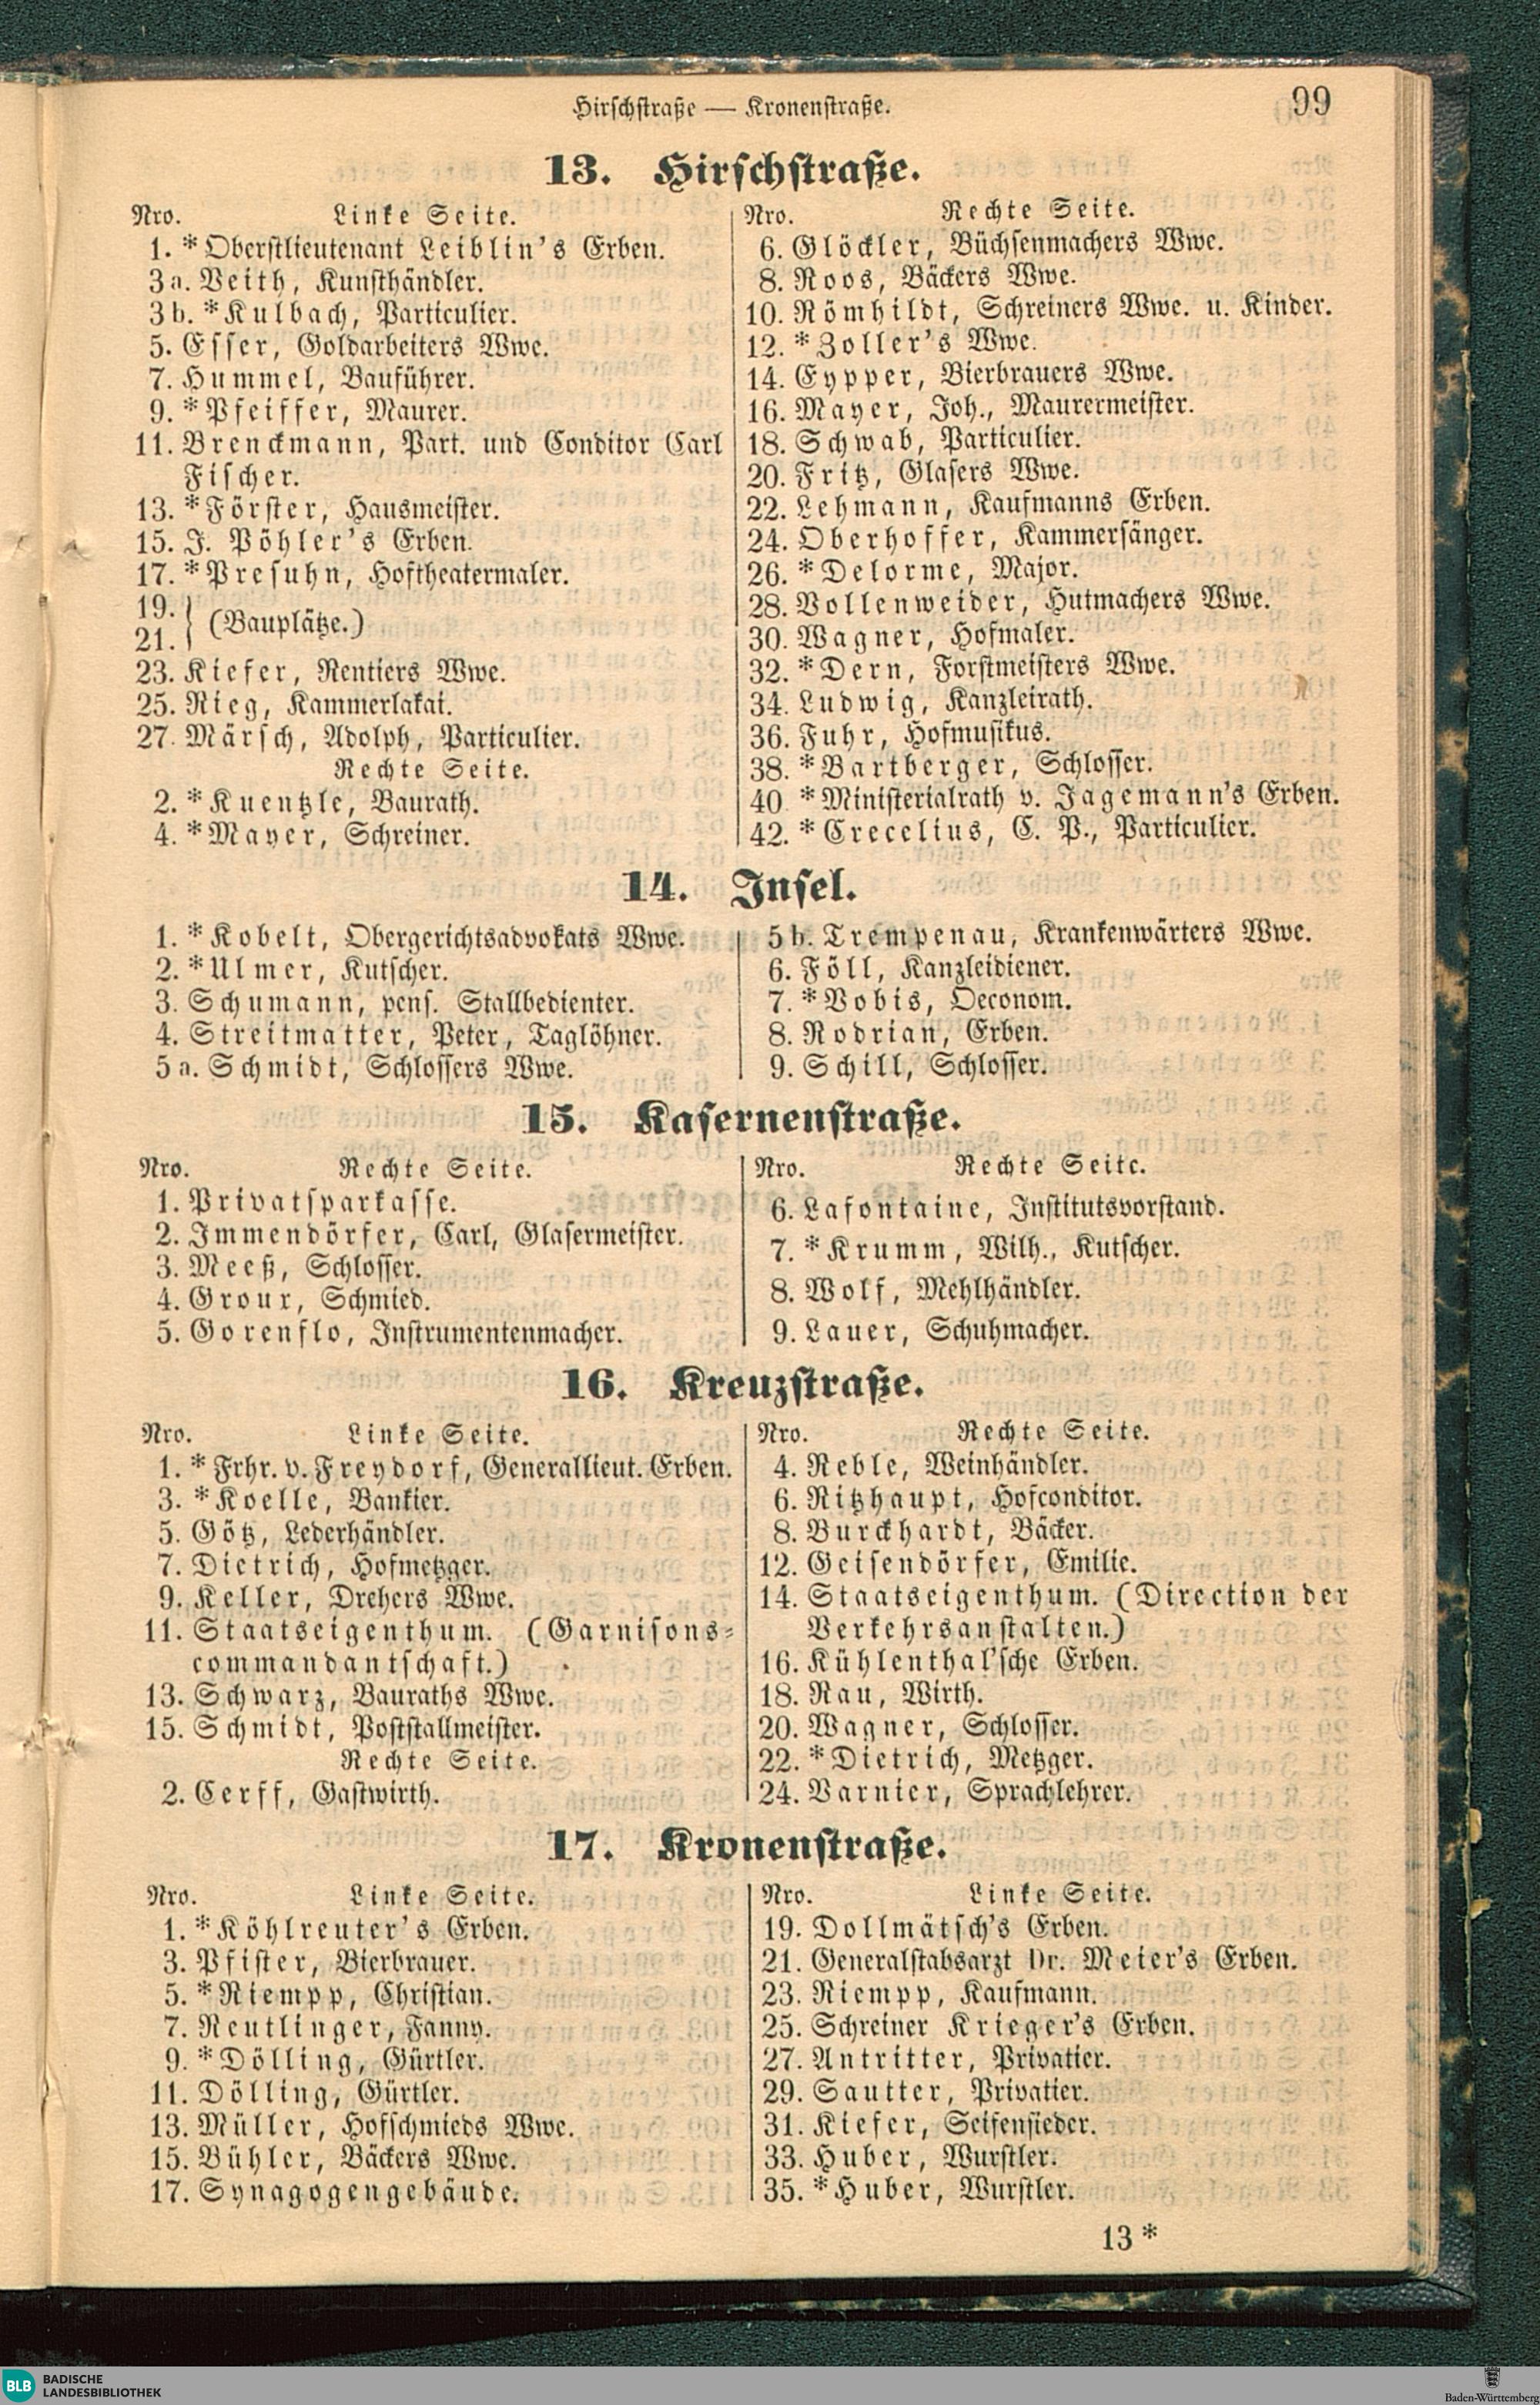 Hirschstraße — Kronenstraße.
99
13. Hirschstraße.
Nro. Linke Seite.
1. * Oberstlieutenant Leiblin's Erben.
3a. Veith, Kunsthändler.
3b. * Kulbach, Particulier.
5. Esser, Goldarbeiters Wwe.
7. Hummel, Bauführer.
9. * Pfeiffer, Maurer.
11. Brenckmann, Part. und Conditor Carl
Fischer.
13. * Förster, Hausmeister.
15. J. Pöhler's Erben.
17. * Presuhn, Hoftheatermaler.
19.
21. } (Bauplätze.)
23. Kiefer, Rentiers Wwe.
25. Rieg, Kammerlakai.
27. Märsch, Adolph, Particulier.
Rechte Seite.
2. * Kuentzle, Baurath.
4. * Mayer, Schreiner.
Nro. Rechte Seite.
6. Glöckler, Büchsenmachers Wwe.
8. Roos, Bäckers Wwe.
10. Römhildt, Schreiners Wwe. u. Kinder.
12. * Zoller's Wwe.
14. Eypper, Bierbrauers Wwe.
16. Mayer, Joh., Maurermeister.
18. Schwab, Particulier.
20. Fritz, Glasers Wwe.
22. Lehmann, Kaufmanns Erben.
24. Oberhoffer, Kammersänger.
26. * Delorme, Major.
28. Vollenweider, Hutmachers Wwe.
30. Wagner, Hofmaler.
32. * Dern, Forstmeisters Wwe.
34. Ludwig, Kanzleirath.
36. Fuhr, Hofmusikus.
38. * Bartberger, Schlosser.
40. * Ministerialrath v. Jagemann's Erben.
42. * Crecelius, C. P., Particulier.
14. Insel.
1. * Kobelt, Obergerichtsadvokats Wwe.
2. * Ulmer, Kutscher.
3. Schumann, pens. Stallbedienter.
4. Streitmatter, Peter, Taglöhner.
5a. Schmidt, Schlossers Wwe.
5b. Trempenau, Krankenwärters Wwe.
6. Föll, Kanzleidiener.
7. * Vobis, Oeconom.
8. Rodrian, Erben.
9. Schill, Schlosser.
15. Kasernenstraße.
Nro. Rechte Seite.
1. Privatsparkasse.
2. Immendörfer, Carl, Glasermeister.
3. Meeß, Schlosser.
4. Grour, Schmied.
5. Gorenflo, Instrumentenmacher.
Nro. Rechte Seite.
6. Lafontaine, Institutsvorstand.
7. * Krumm, Wilh., Kutscher.
8. Wolf, Mehlhändler.
9. Lauer, Schuhmacher.
16. Kreuzstraße.
Nro. Linke Seite.
1. * Frhr. v. Freydorf, Generallieut. Erben.
3. * Koelle, Bankier.
5. Götz, Lederhändler.
7. Dietrich, Hofmetzger.
9. Keller, Drehers Wwe.
11. Staatseigenthum. (Garnisons-
commandantschaft.)
13. Schwarz, Bauraths Wwe.
15. Schmidt, Poststallmeister.
Rechte Seite.
2. Cerff, Gastwirth.
Nro. Rechte Seite.
4. Reble, Weinhändler.
6. Ritzhaupt, Hofconditor.
8. Burckhardt, Bäcker.
12. Geisendörfer, Emilie.
14. Staatseigenthum. (Direction der
Verkehrsanstalten.)
16. Kühlenthal'sche Erben.
18. Rau, Wirth.
20. Wagner, Schlosser.
22. * Dietrich, Metzger.
24. Varnier, Sprachlehrer.
17. Kronenstraße.
Nro. Linke Seite.
1. * Köhlreuter's Erben.
3. Pfister, Bierbrauer.
5. * Riempp, Christian.
7. Reutlinger, Fanny.
9. * Dölling, Gürtler.
11. Dölling, Gürtler.
13. Müller, Hofschmieds Wwe.
15. Bühler, Bäckers Wwe.
17. Synagogengebäude.
Nro. Linke Seite.
19. Dollmätsch's Erben.
21. Generalstabsarzt Dr. Meier's Erben.
23. Riempp, Kaufmann.
25. Schreiner Krieger's Erben.
27. Antritter, Privatier.
29. Sautter, Privatier.
31. Kiefer, Seifensieder.
33. Huber, Wurstler.
35. * Huber, Wurstler.
13 *
BLB BADISCHE
LANDESBIBLIOTHEK
Baden-Württemberg